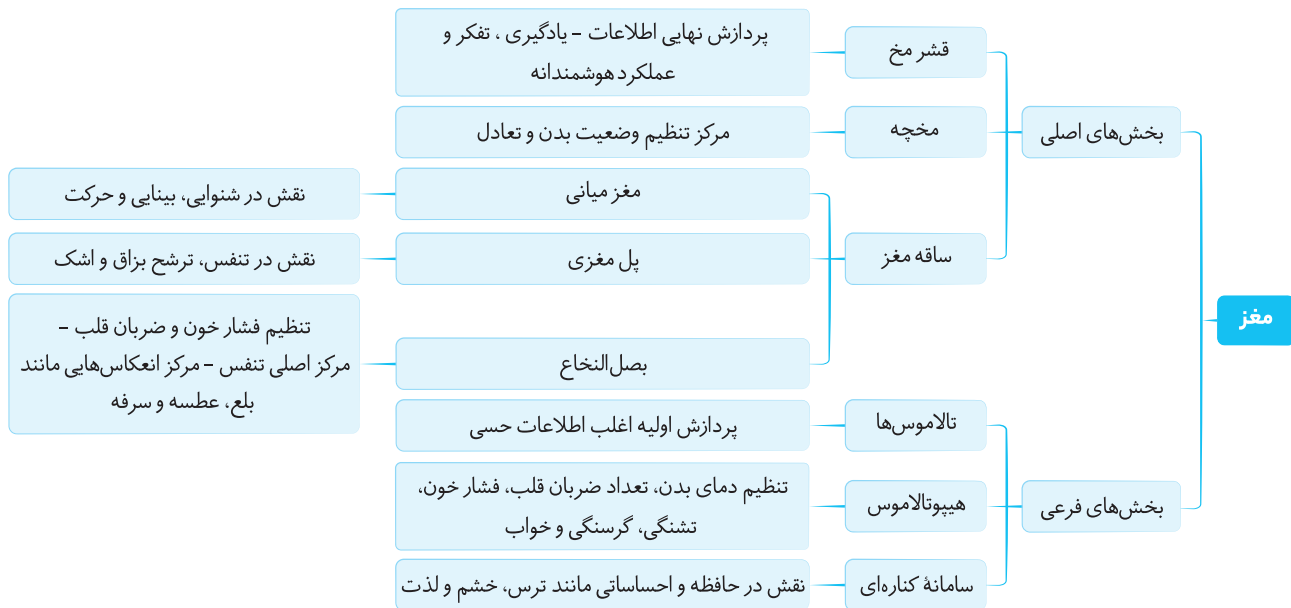 مغز
بخش‌های اصلی
قشر مخ
پردازش نهایی اطلاعات – یادگیری ، تفکر و
عملکرد هوشمندانه
مخچه
مرکز تنظیم وضعیت بدن و تعادل
ساقه مغز
مغز میانی
نقش در شنوایی، بینایی و حرکت
پل مغزی
نقش در تنفس، ترشح بزاق و اشک
بصل‌النخاع
تنظیم فشار خون و ضربان قلب –
مرکز اصلی تنفس – مرکز انعکاس‌هایی مانند
بلع، عطسه و سرفه
بخش‌های فرعی
تالاموس‌ها
پردازش اولیه اغلب اطلاعات حسی
هیپوتالاموس
تنظیم دمای بدن، تعداد ضربان قلب، فشار خون،
تشنگی، گرسنگی و خواب
سامانهٔ کناره‌ای
نقش در حافظه و احساساتی مانند ترس، خشم و لذت